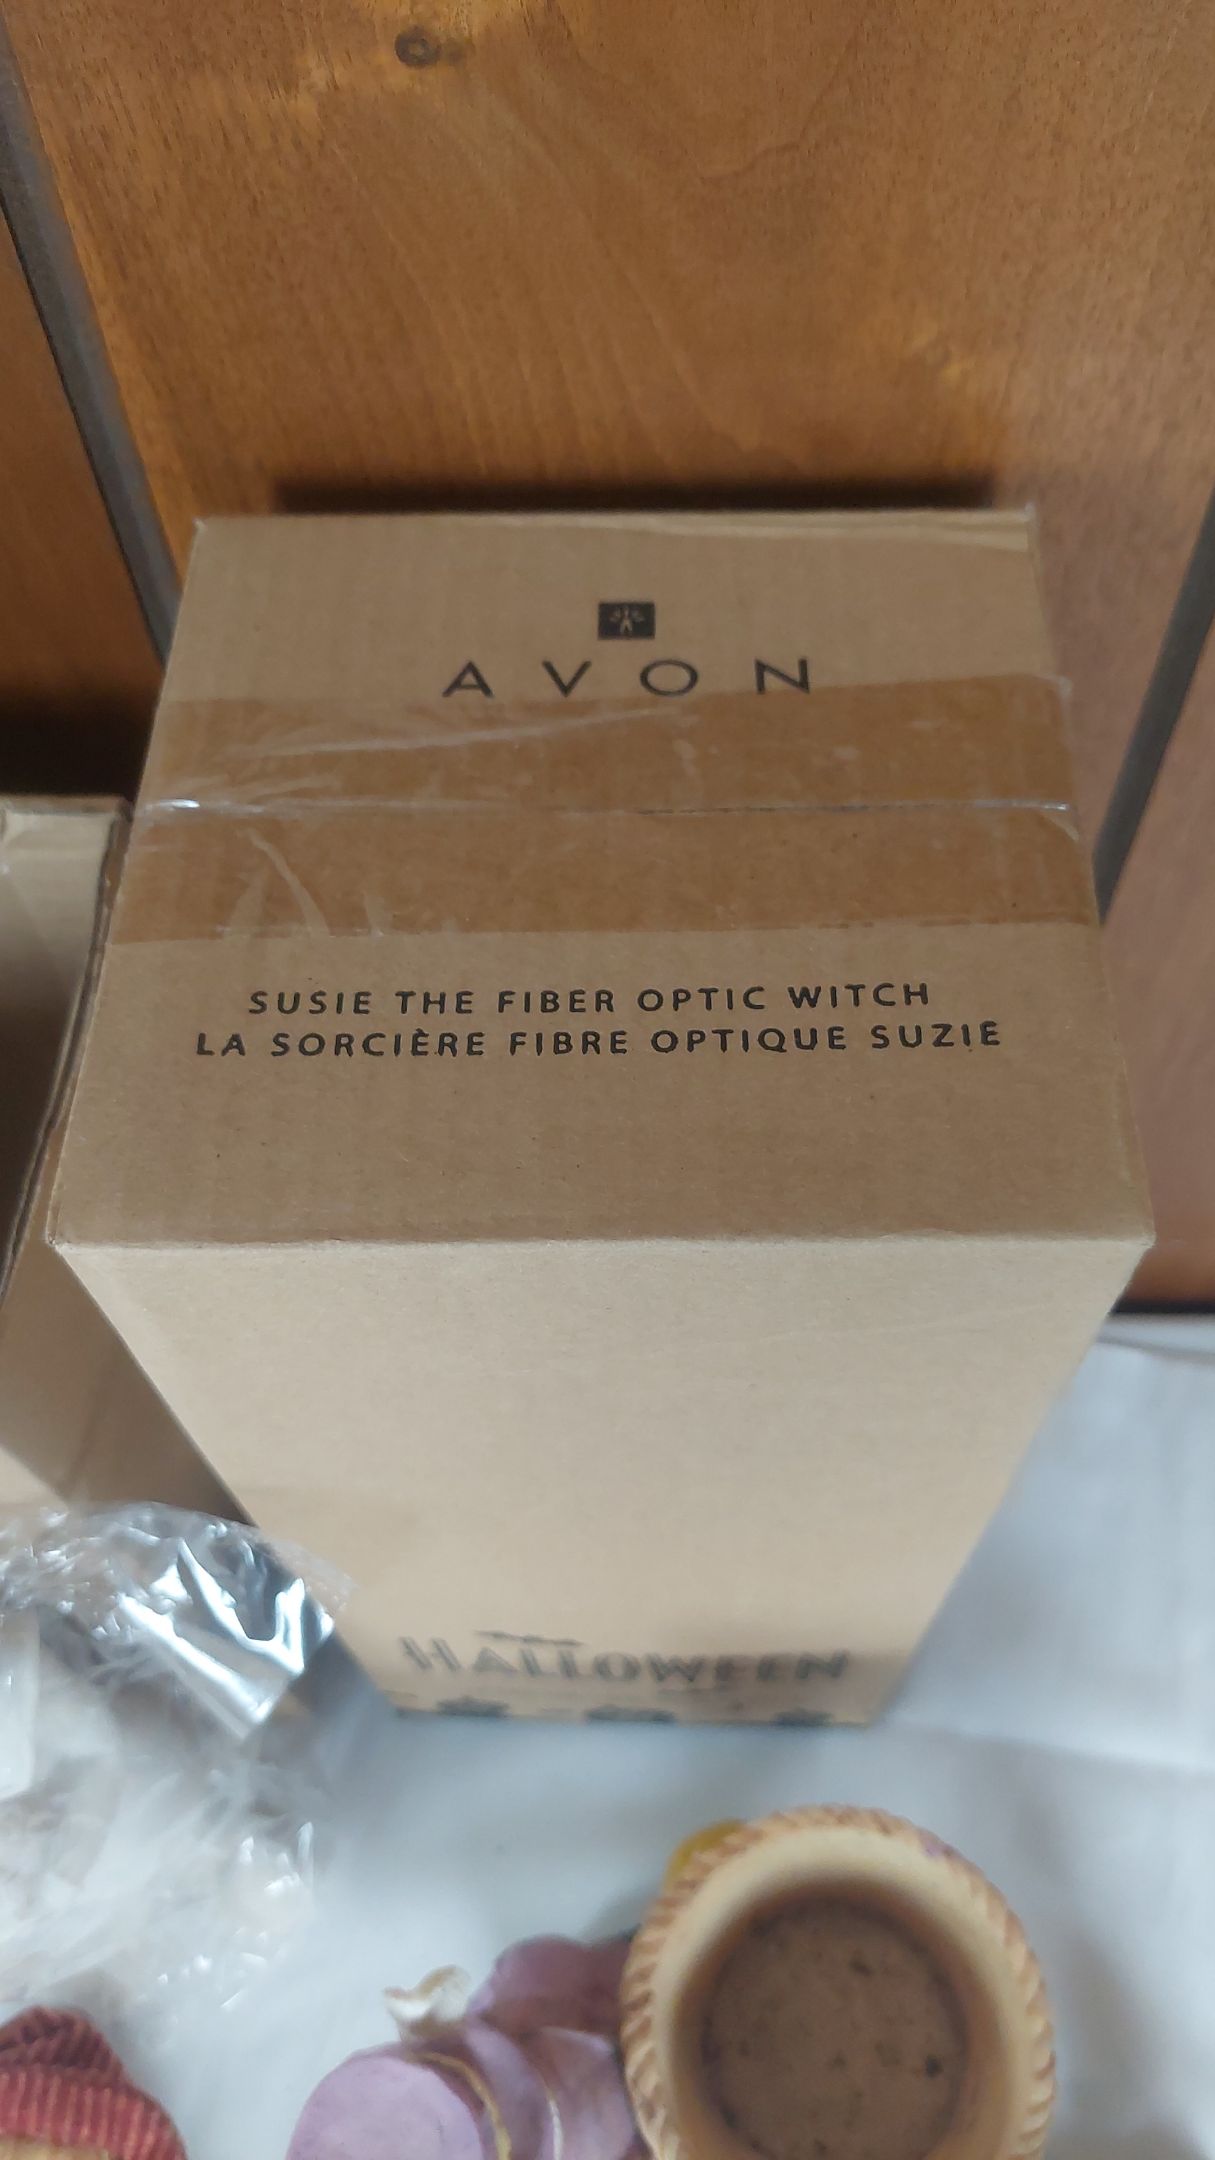 AVON
SUSIE THE FIBER OPTIC WITCH
LA SORCIÈRE FIBRE OPTIQUE SUZIE
HALLOWEEN